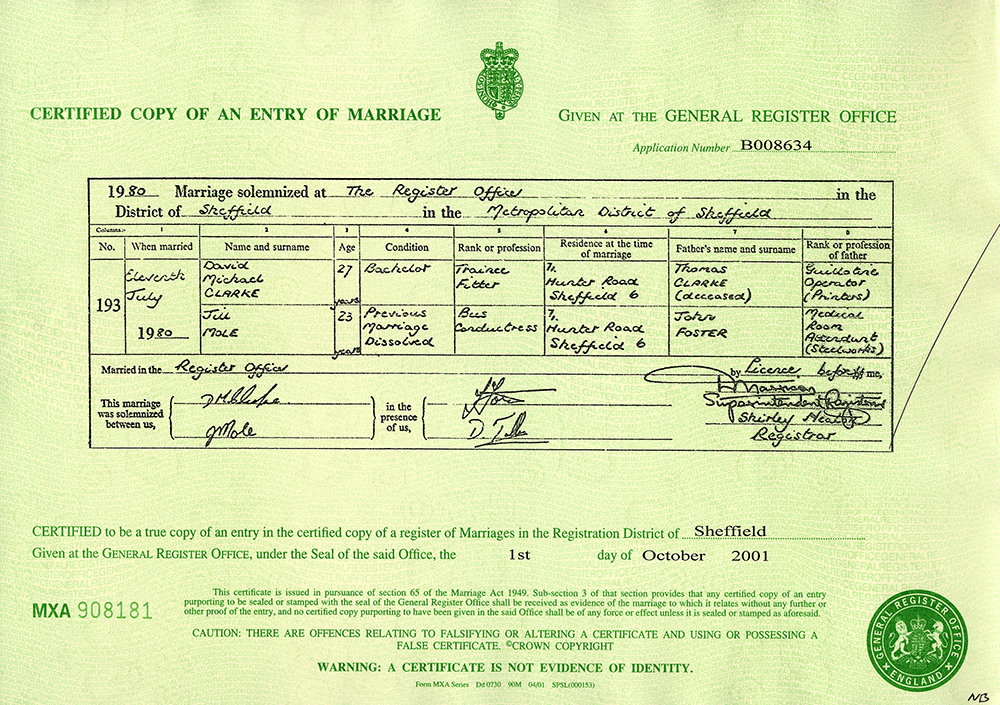 CERTIFIED COPY OF AN ENTRY OF MARRIAGE
GIVEN AT THE GENERAL REGISTER OFFICE
Application Number B008634
1980 Marriage solemnized at The Register Office in the
District of Sheffield in the Metropolitan District of Sheffield
Columns:- 1 2 3 4 5 6 7 8
No. When married Name and surname Age Condition Rank or profession Residence at the time of marriage Father's name and surname Rank or profession of father
193
Eleventh
July
1980
David
Michael
CLARKE
27
years
Bachelor
Trainee
Fitter
7,
Hunter Road
Sheffield 6
Thomas
CLARKE
(deceased)
Guillotine
Operator
(Printers)
Jill
MOLE
23
years
Previous
Marriage
Dissolved
Bus
Conductress
7,
Hunter Road
Sheffield 6
John
FOSTER
Medical
Room
Attendant
(Steelworks)
Married in the Register Office by Licence before me,
This marriage
was solemnized
between us,
JMole
in the
presence
of us,
Superintendent Registrar
Shirley
Registrar
CERTIFIED to be a true copy of an entry in the certified copy of a register of Marriages in the Registration District of Sheffield
Given at the GENERAL REGISTER OFFICE, under the Seal of the said Office, the 1st day of October 2001
MXA 908181
This certificate is issued in pursuance of section 65 of the Marriage Act 1949. Sub-section 3 of that section provides that any certified copy of an entry
purporting to be sealed or stamped with the seal of the General Register Office shall be received as evidence of the marriage to which it relates without any further or
other proof of the entry, and no certified copy purporting to have been given in the said Office shall be of any force or effect unless it is sealed or stamped as aforesaid.
CAUTION: THERE ARE OFFENCES RELATING TO FALSIFYING OR ALTERING A CERTIFICATE AND USING OR POSSESSING A
FALSE CERTIFICATE. ©CROWN COPYRIGHT
WARNING: A CERTIFICATE IS NOT EVIDENCE OF IDENTITY.
Form MXA Series Dd 0730 90M 04/01 SPSL(000153)
GENERAL REGISTER OFFICE
ENGLAND
NB